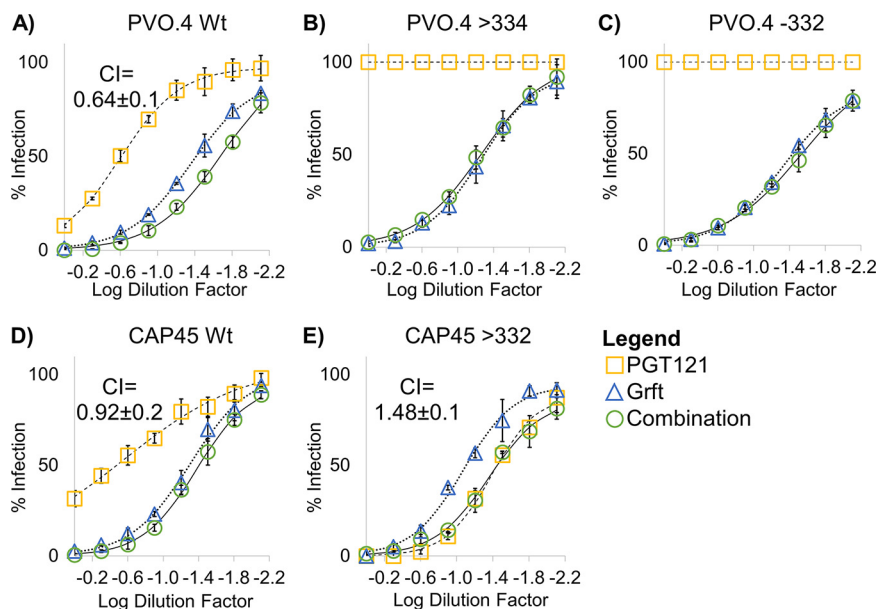 A) PVO.4 Wt
100
50
0
% Infection
CI=
0.64±0.1
-0.2 -0.6 -1.0 -1.4 -1.8 -2.2
Log Dilution Factor
B) PVO.4 >334
100
50
0
% Infection
-0.2 -0.6 -1.0 -1.4 -1.8 -2.2
Log Dilution Factor
C) PVO.4 -332
100
50
0
% Infection
-0.2 -0.6 -1.0 -1.4 -1.8 -2.2
Log Dilution Factor
D) CAP45 Wt
100
50
0
% Infection
CI=
0.92±0.2
-0.2 -0.6 -1.0 -1.4 -1.8 -2.2
Log Dilution Factor
E) CAP45 >332
100
50
0
% Infection
CI=
1.48±0.1
-0.2 -0.6 -1.0 -1.4 -1.8 -2.2
Log Dilution Factor
Legend
PGT121
Grft
Combination